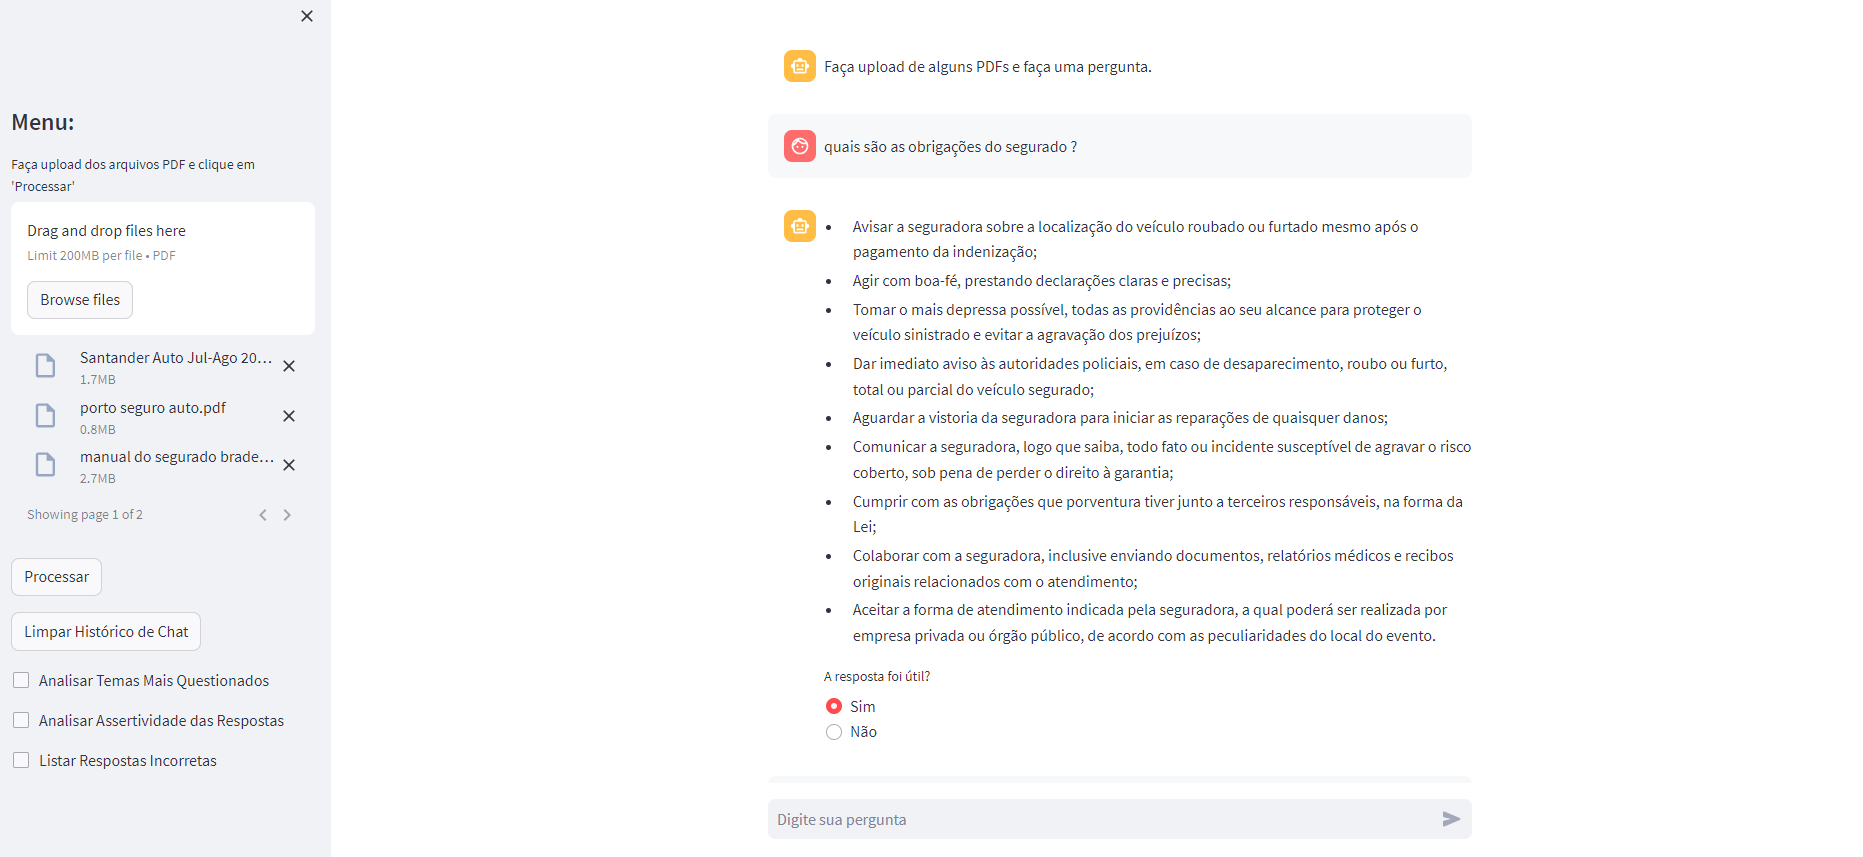 Menu:
Faça upload dos arquivos PDF e clique em
'Processar'
Drag and drop files here
Limit 200MB per file • PDF
Browse files
Santander Auto Jul-Ago 20...
1.7MB
porto seguro auto.pdf
0.8MB
manual do segurado brade...
2.7MB
Showing page 1 of 2
Processar
Limpar Histórico de Chat
Analisar Temas Mais Questionados
Analisar Assertividade das Respostas
Listar Respostas Incorretas
Faça upload de alguns PDFs e faça uma pergunta.
quais são as obrigações do segurado ?
• Avisar a seguradora sobre a localização do veículo roubado ou furtado mesmo após o
pagamento da indenização;
• Agir com boa-fé, prestando declarações claras e precisas;
• Tomar o mais depressa possível, todas as providências ao seu alcance para proteger o
veículo sinistrado e evitar a agravação dos prejuízos;
• Dar imediato aviso às autoridades policiais, em caso de desaparecimento, roubo ou furto,
total ou parcial do veículo segurado;
• Aguardar a vistoria da seguradora para iniciar as reparações de quaisquer danos;
• Comunicar a seguradora, logo que saiba, todo fato ou incidente susceptível de agravar o risco
coberto, sob pena de perder o direito à garantia;
• Cumprir com as obrigações que porventura tiver junto a terceiros responsáveis, na forma da
Lei;
• Colaborar com a seguradora, inclusive enviando documentos, relatórios médicos e recibos
originais relacionados com o atendimento;
• Aceitar a forma de atendimento indicada pela seguradora, a qual poderá ser realizada por
empresa privada ou órgão público, de acordo com as peculiaridades do local do evento.
A resposta foi útil?
Sim
Não
Digite sua pergunta